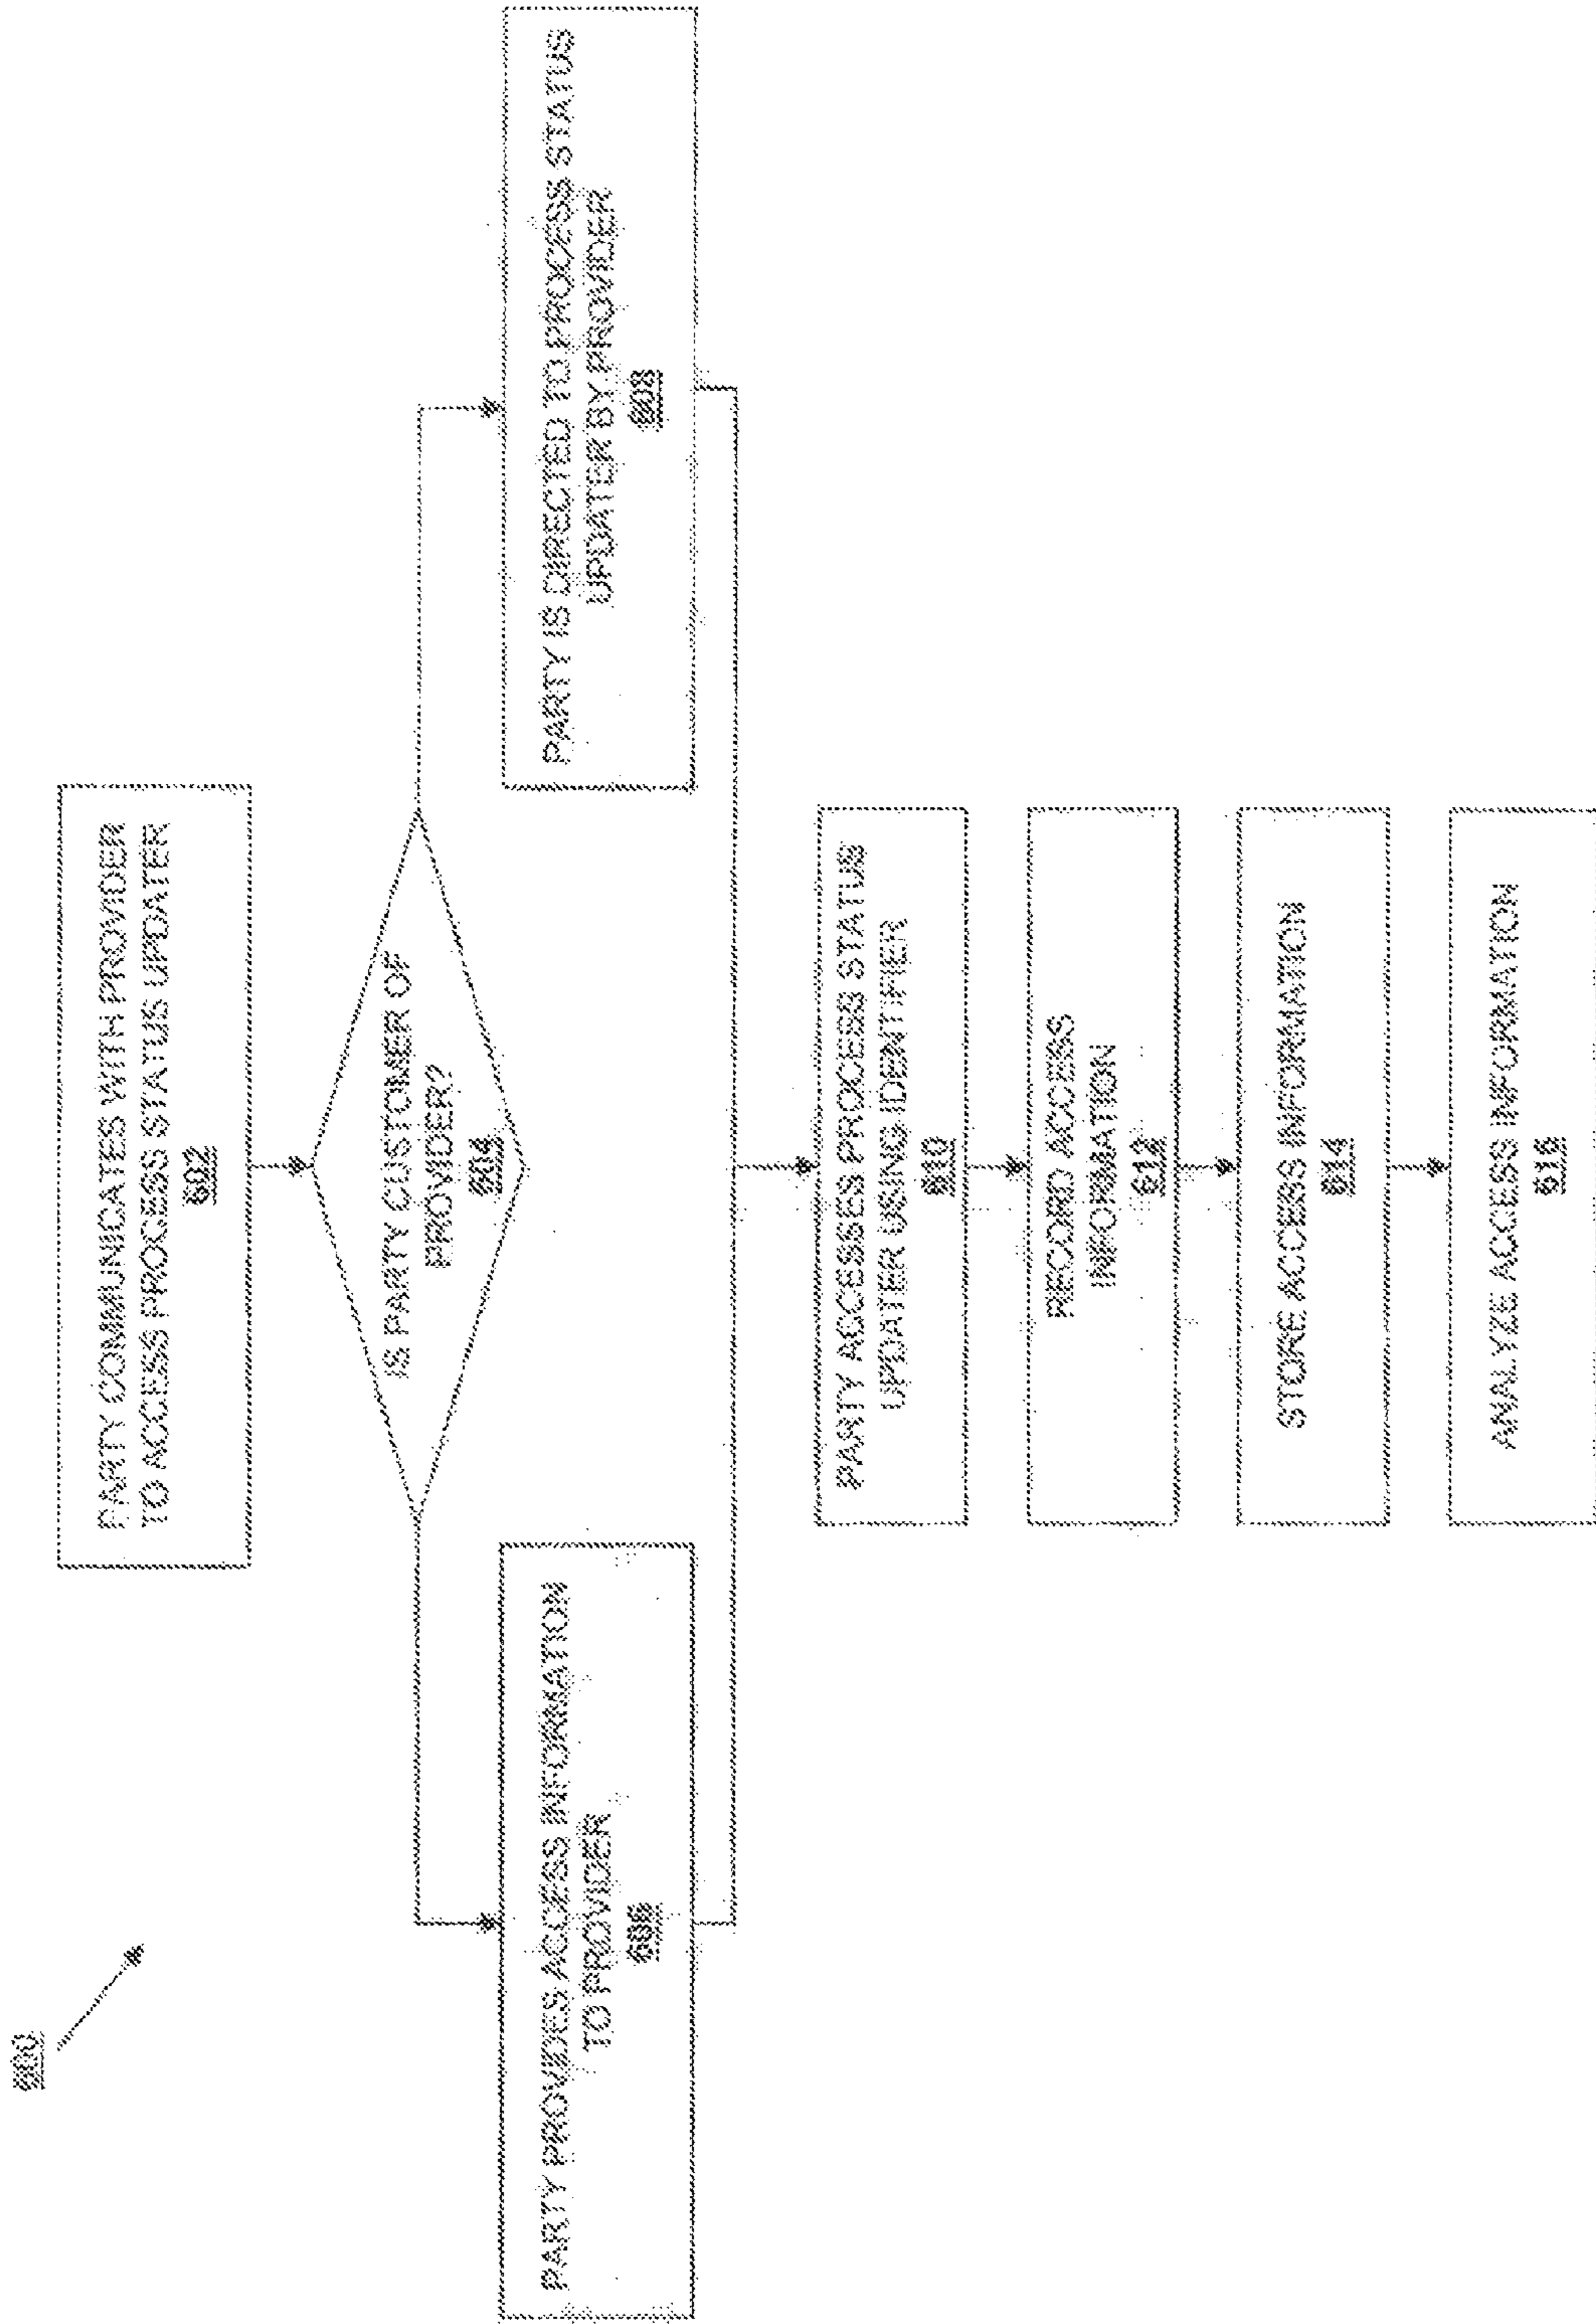 600
PARTY COMMUNICATES WITH PROVIDER
TO ACCESS PROCESS STATUS UPDATER
602
IS PARTY CUSTOMER OF
PROVIDER?
604
PARTY PROVIDES ACCESS INFORMATION
TO PROVIDER
606
PARTY IS DIRECTED TO PROCESS STATUS
UPDATER BY PROVIDER
608
PARTY ACCESSES PROCESS STATUS
UPDATER USING IDENTIFIER
610
RECORD ACCESS
INFORMATION
612
STORE ACCESS INFORMATION
614
ANALYZE ACCESS INFORMATION
616